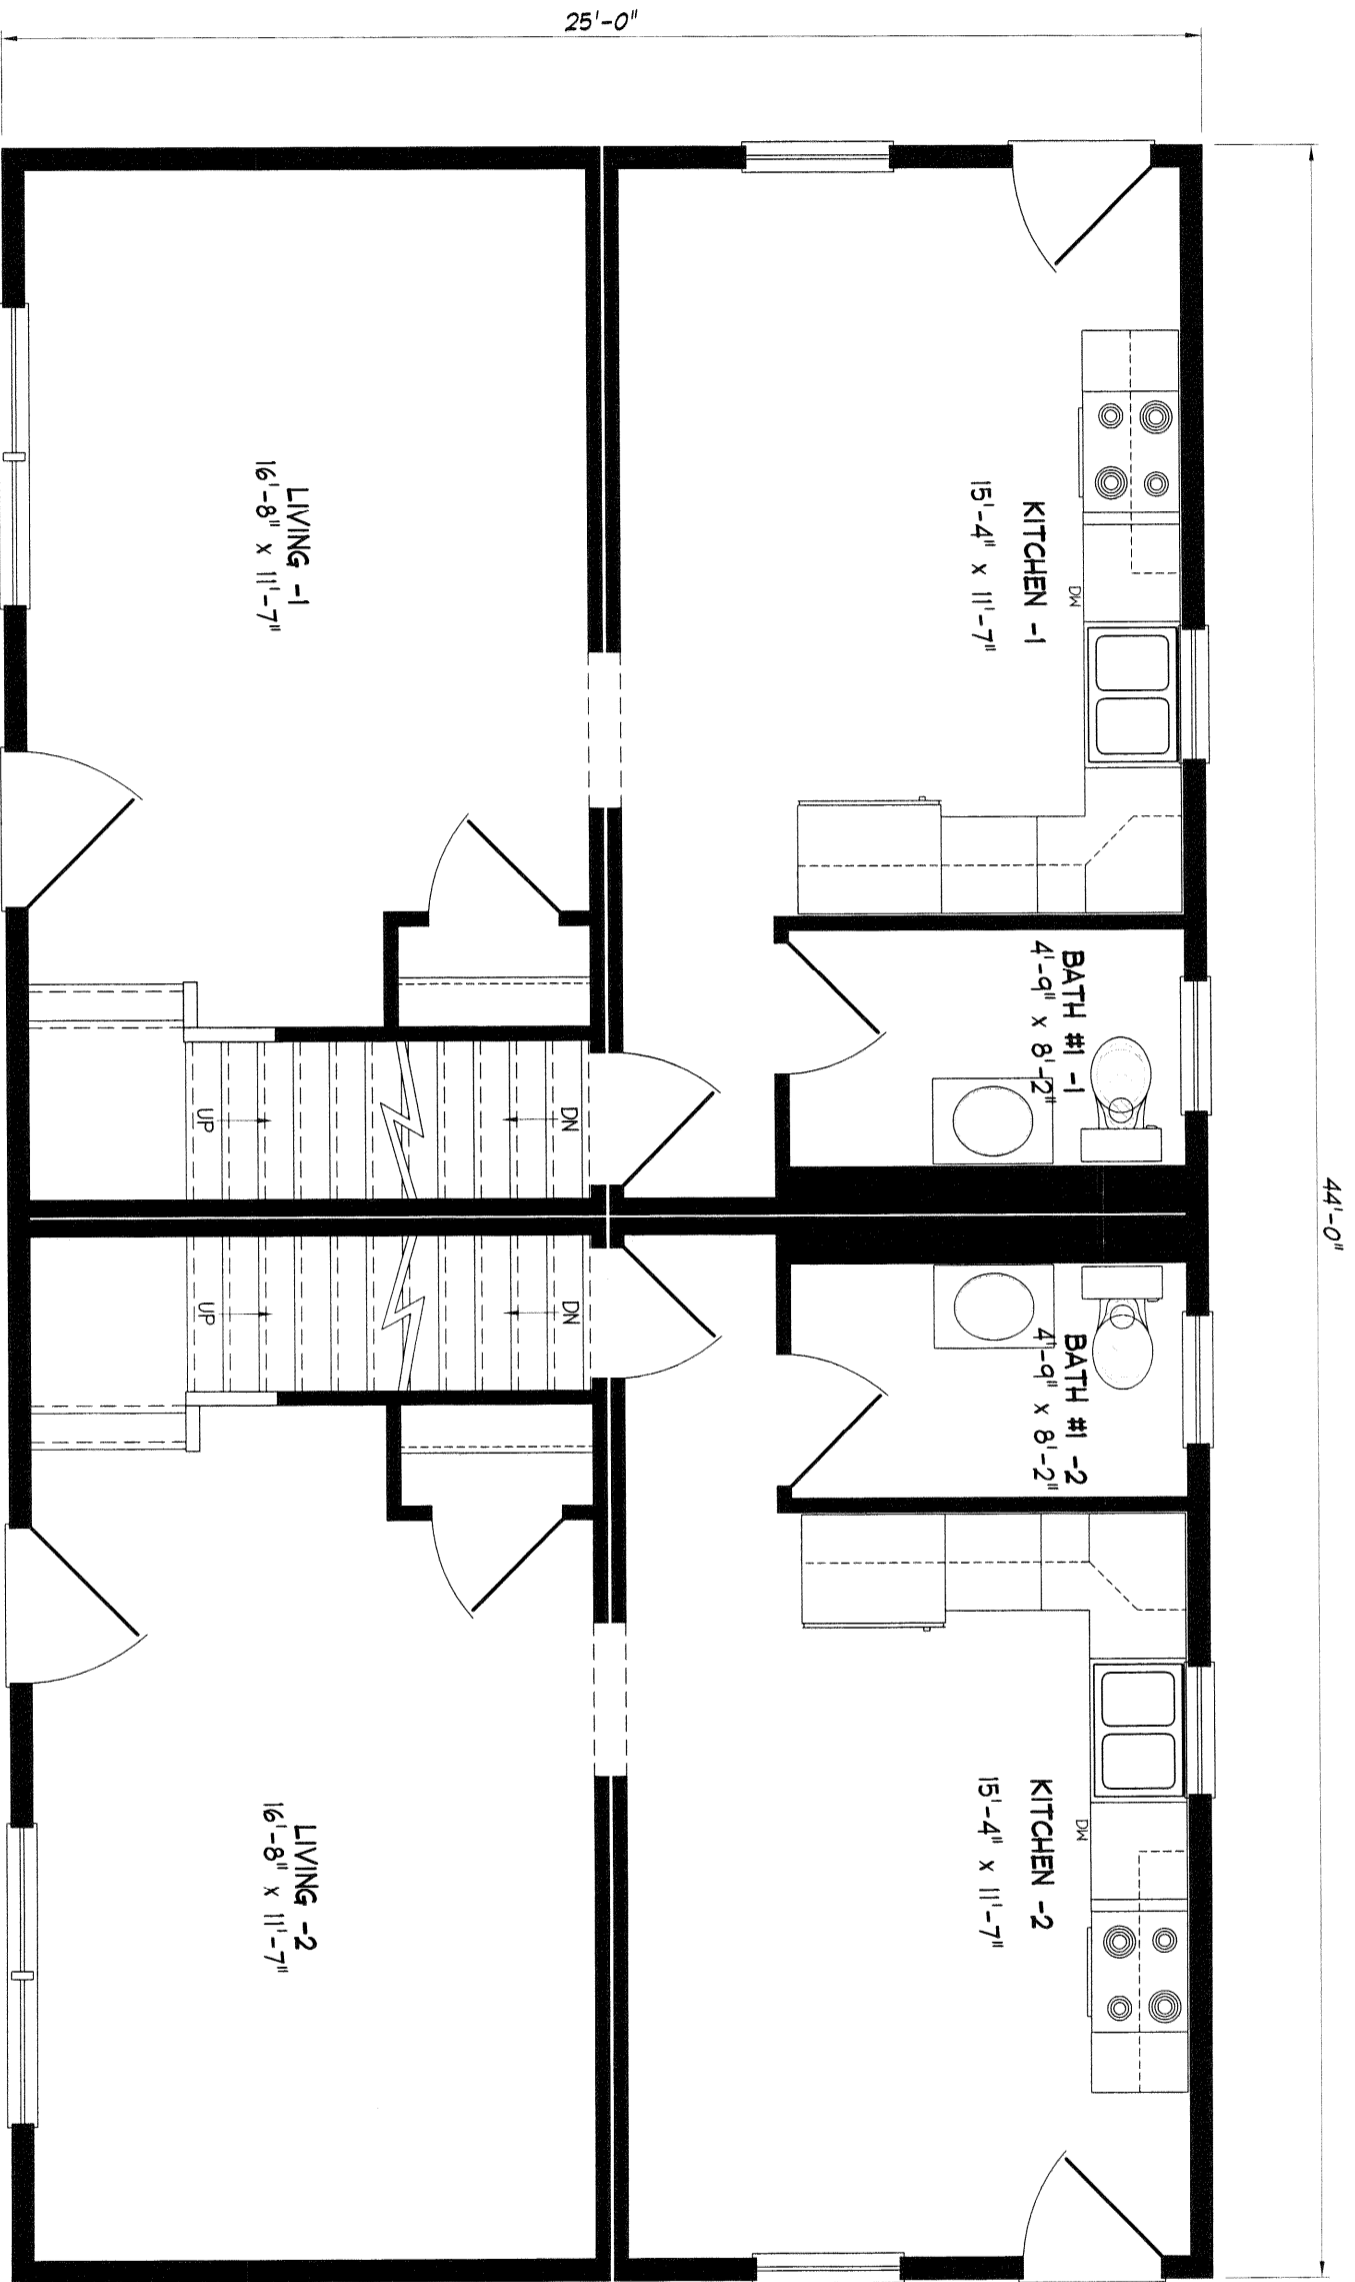 25'-0"
44'-0"
KITCHEN -1
15'-4" x 11'-7"
DW
BATH #1 -1
4'-9" x 8'-2"
BATH #1 -2
4'-9" x 8'-2"
KITCHEN -2
15'-4" x 11'-7"
DW
LIVING -1
16'-8" x 11'-7"
UP
DN
UP
DN
LIVING -2
16'-8" x 11'-7"